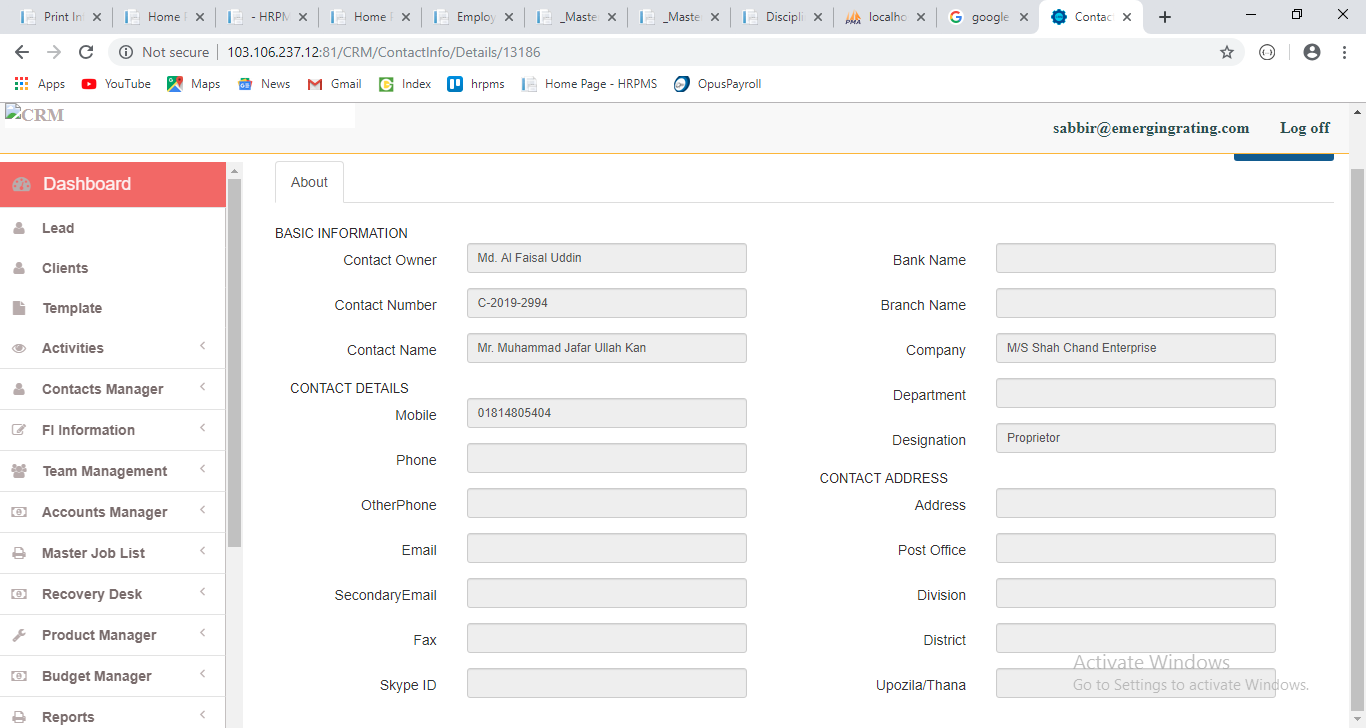 Print In Home - HRPM Home Employ _Maste _Maste Discipli localho google Contac
Not secure 103.106.237.12:81/CRM/ContactInfo/Details/13186
Apps YouTube Maps News Gmail Index hrpms Home Page - HRPMS OpusPayroll
CRM
sabbir@emergingrating.com Log off
Dashboard
Lead
Clients
Template
Activities
Contacts Manager
FI Information
Team Management
Accounts Manager
Master Job List
Recovery Desk
Product Manager
Budget Manager
Reports
About
BASIC INFORMATION
Contact Owner Md. Al Faisal Uddin
Contact Number C-2019-2994
Contact Name Mr. Muhammad Jafar Ullah Kan
CONTACT DETAILS
Mobile 01814805404
Phone
OtherPhone
Email
SecondaryEmail
Fax
Skype ID
Bank Name
Branch Name
Company M/S Shah Chand Enterprise
Department
Designation Proprietor
CONTACT ADDRESS
Address
Post Office
Division
District
Upozila/Thana
Activate Windows
Go to Settings to activate Windows.